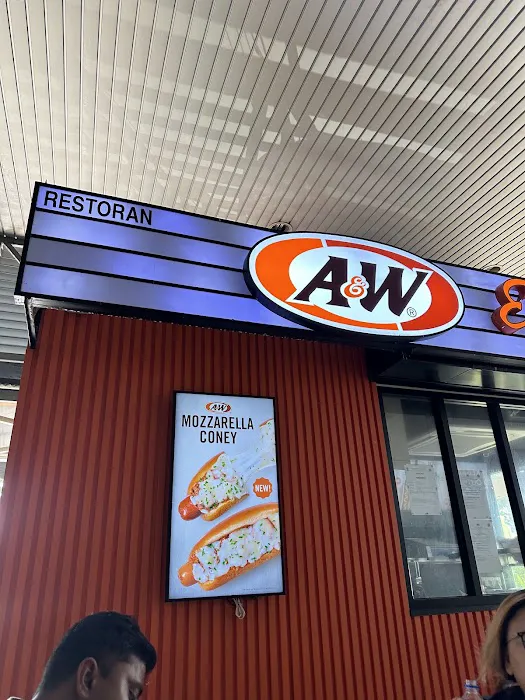 RESTORAN
A&W
®
E
A&W
MOZZARELLA
CONEY
NEW!